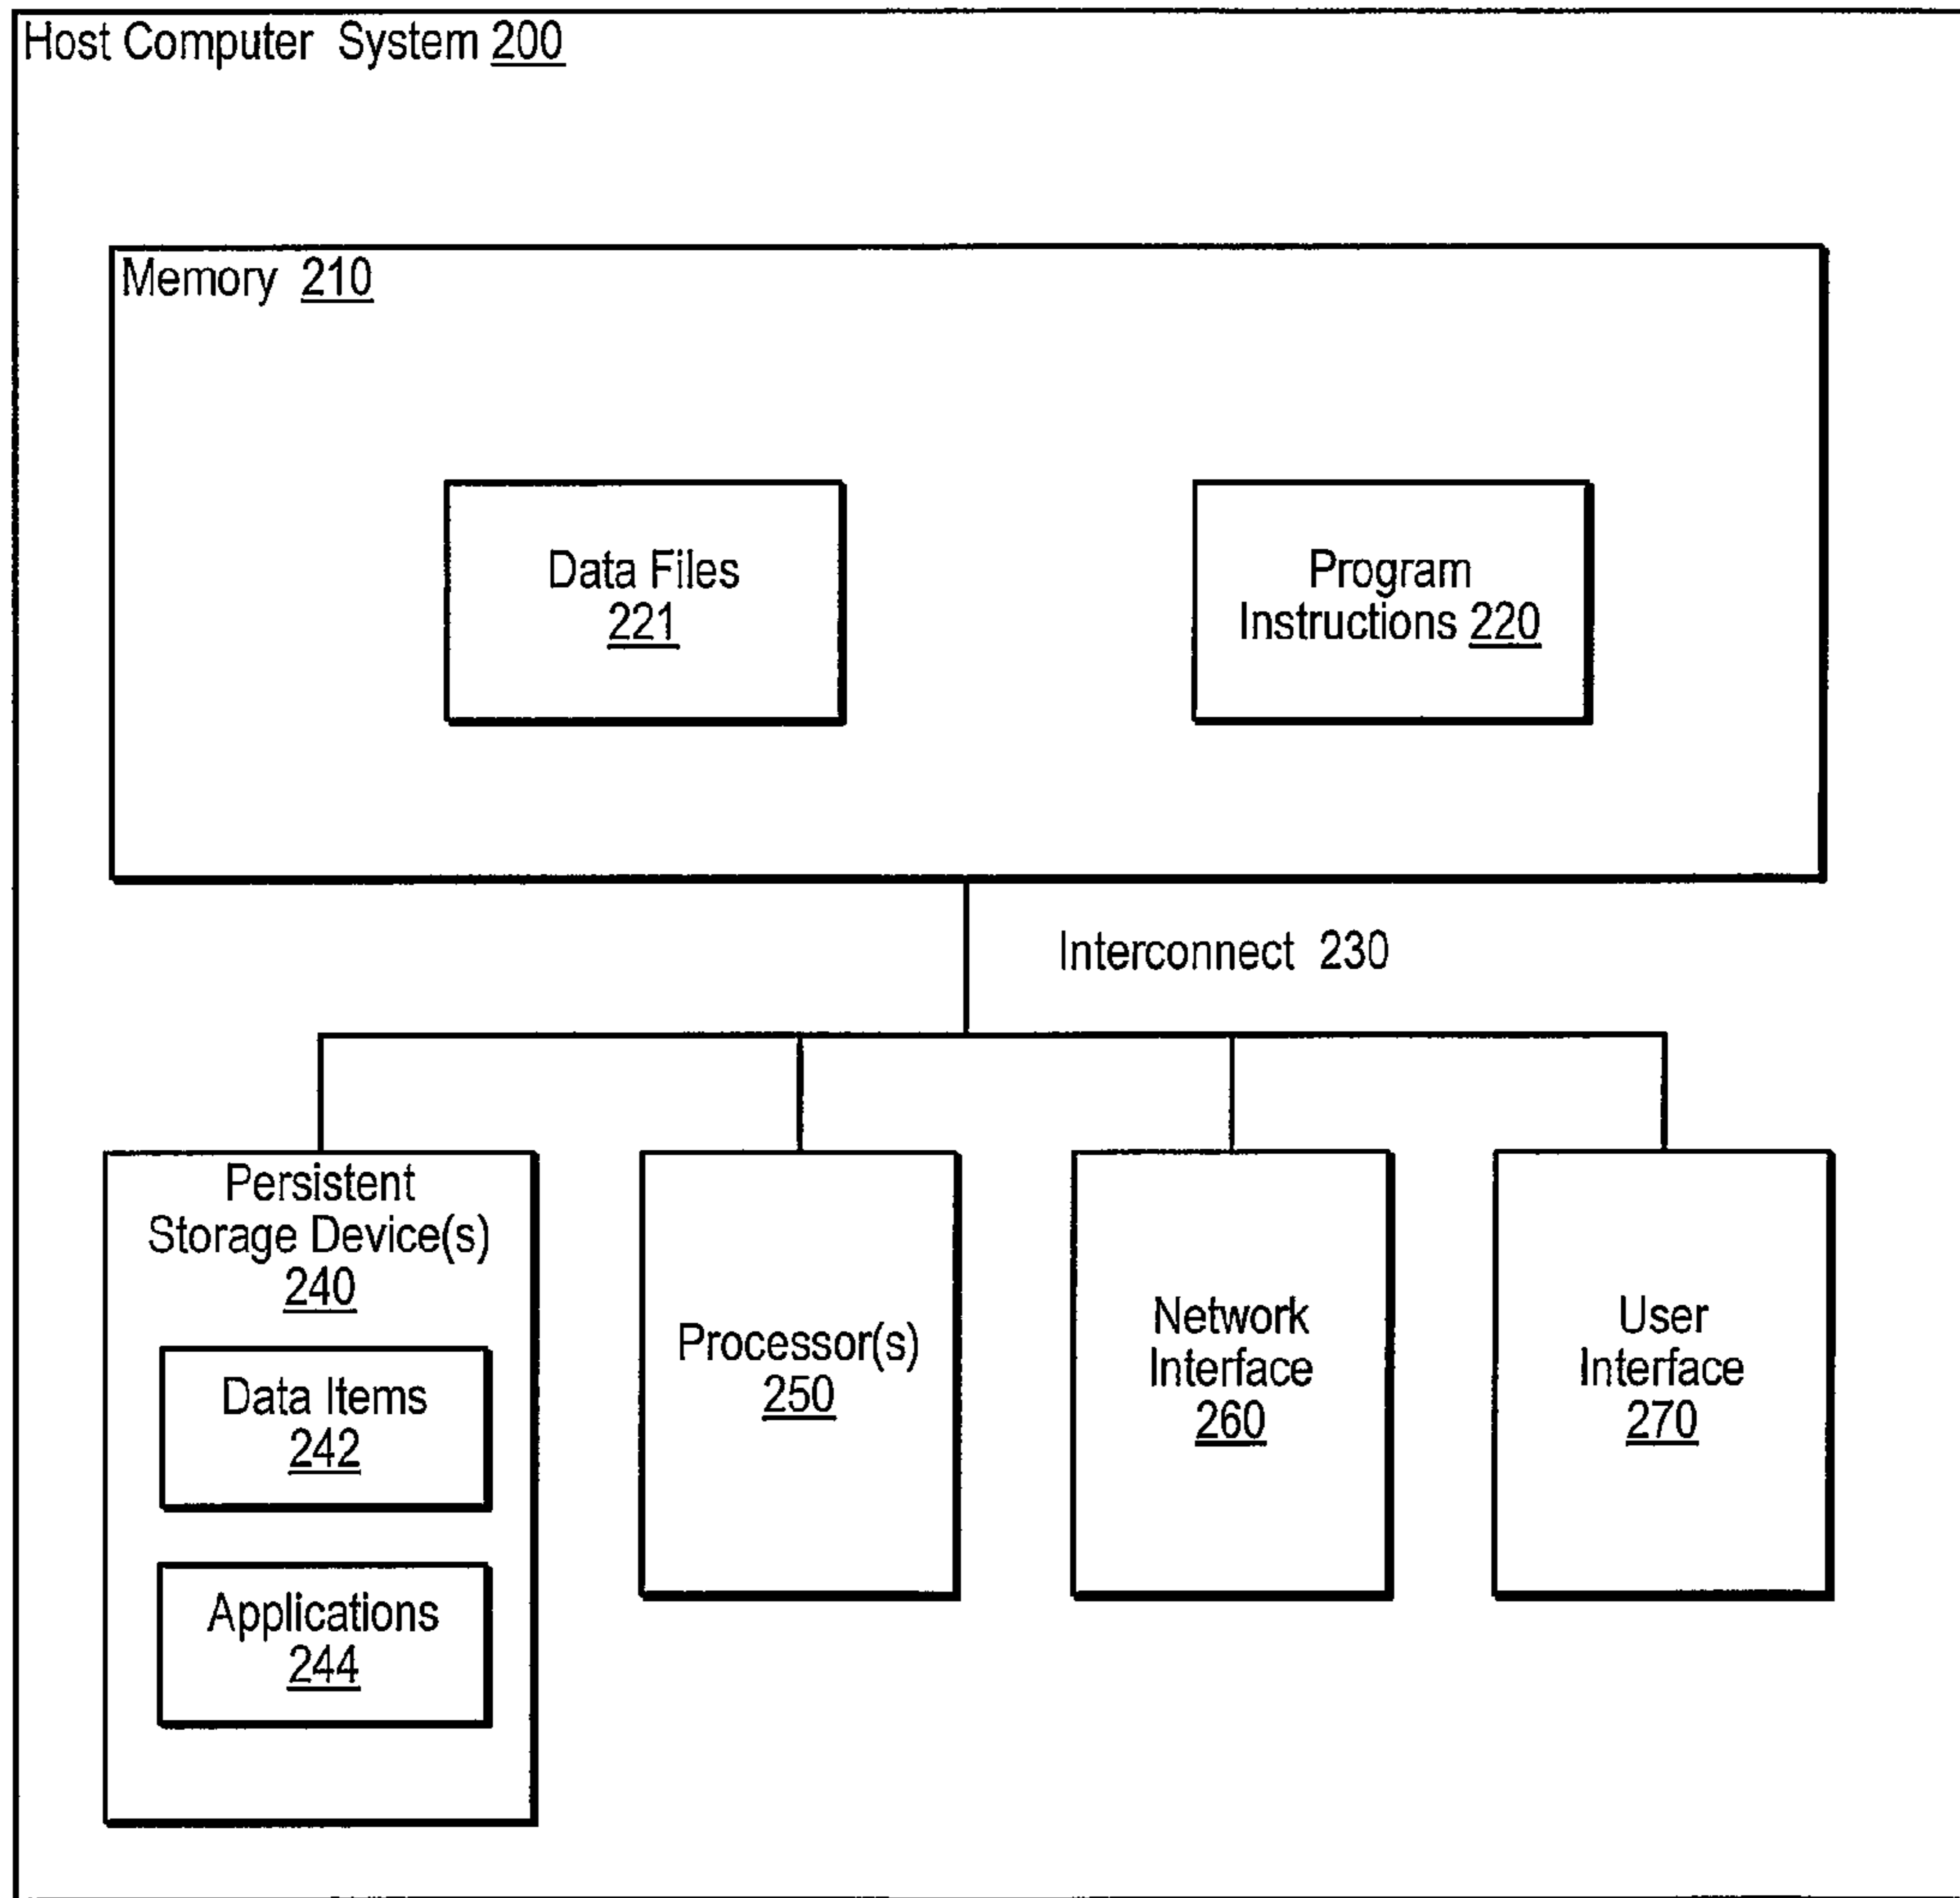 Host Computer System 200
Memory 210
Data Files
221
Program
Instructions 220
Interconnect 230
Persistent
Storage Device(s)
240
Data Items
242
Applications
244
Processor(s)
250
Network
Interface
260
User
Interface
270